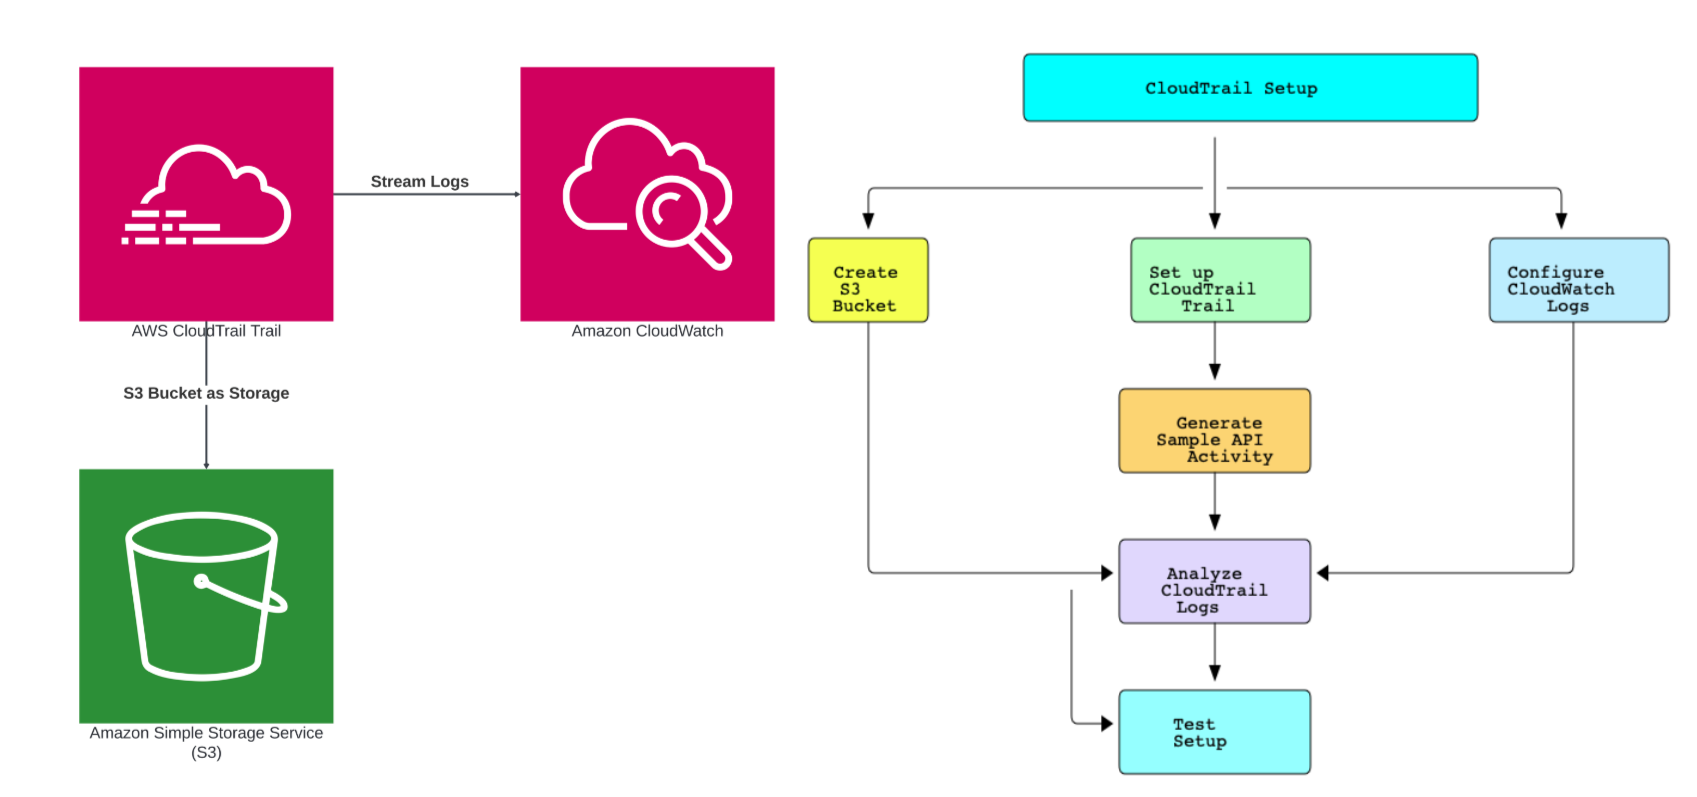 Stream Logs
AWS CloudTrail Trail
Amazon CloudWatch
S3 Bucket as Storage
Amazon Simple Storage Service
(S3)
CloudTrail Setup
Create
S3
Bucket
Set up
CloudTrail
Trail
Configure
CloudWatch
Logs
Generate
Sample API
Activity
Analyze
CloudTrail
Logs
Test
Setup